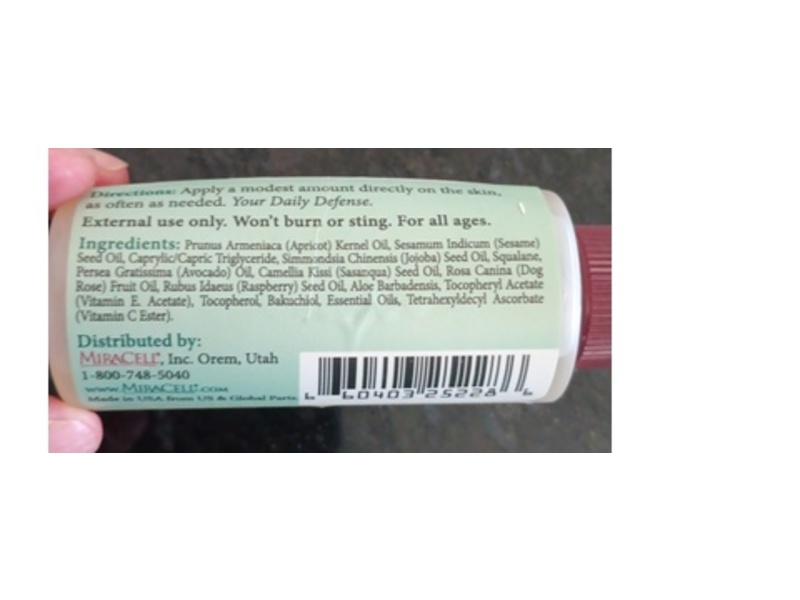 Directions: Apply a modest amount directly on the skin,
as often as needed. Your Daily Defense.
External use only. Won't burn or sting. For all ages.
Ingredients: Prunus Armeniaca (Apricot) Kernel Oil, Sesamum Indicum (Sesame)
Seed Oil, Caprylic/Capric Triglyceride, Simmondsia Chinensis (Jojoba) Seed Oil, Squalane,
Persea Gratissima (Avocado) Oil, Camellia Kissi (Sasanqua) Seed Oil, Rosa Canina (Dog
Rose) Fruit Oil, Rubus Idaeus (Raspberry) Seed Oil, Aloe Barbadensis, Tocopheryl Acetate
(Vitamin E. Acetate), Tocopherol, Bakuchiol, Essential Oils, Tetrahexyldecyl Ascorbate
(Vitamin C Ester).
Distributed by:
MIRACELL®, Inc. Orem, Utah
1-800-748-5040
www.MIRACELL®.COM
Made in USA from US & Global Parts.
6 60403 25228 6